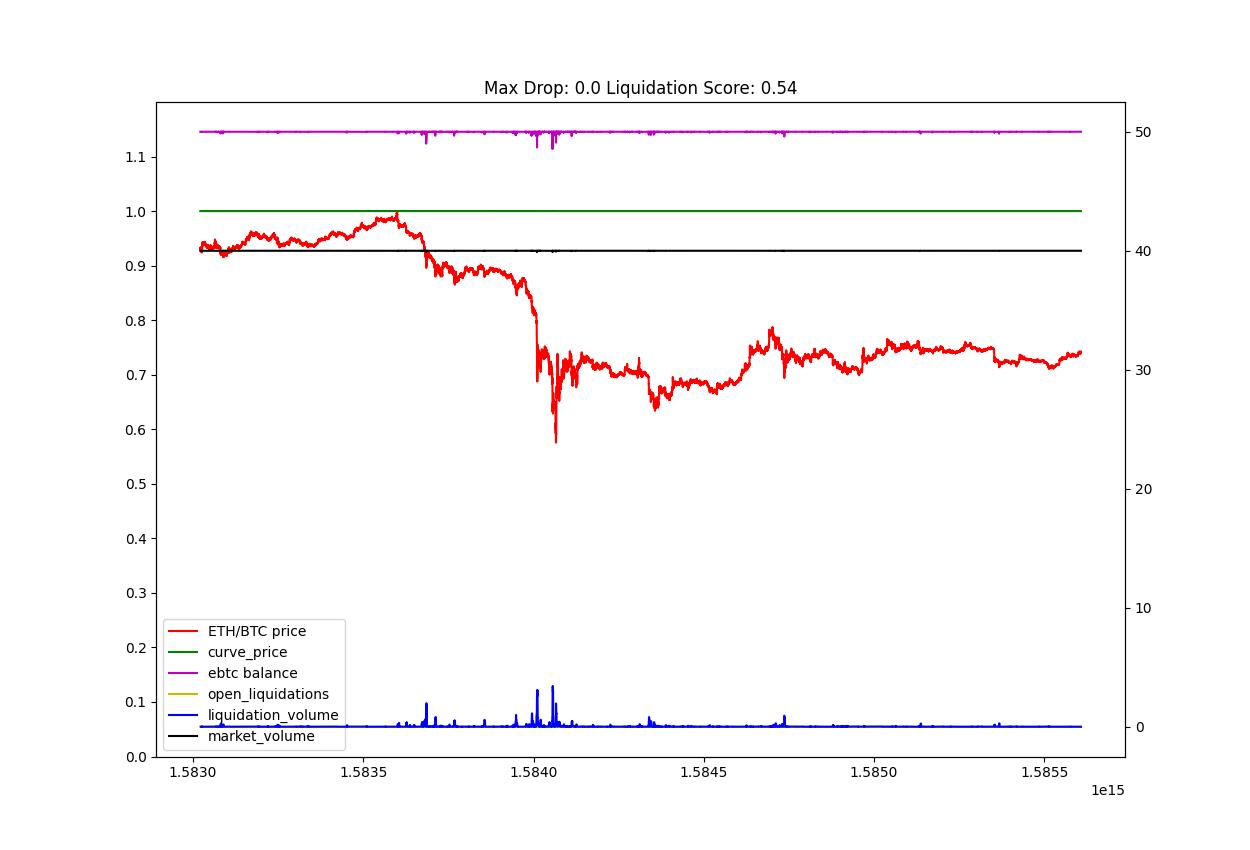 Max Drop: 0.0 Liquidation Score: 0.54
1.1
1.0
0.9
0.8
0.7
0.6
0.5
0.4
0.3
0.2
0.1
0.0
50
40
30
20
10
0
ETH/BTC price
curve_price
ebtc balance
open_liquidations
liquidation_volume
market_volume
1.5830 1.5835 1.5840 1.5845 1.5850 1.5855
1e15